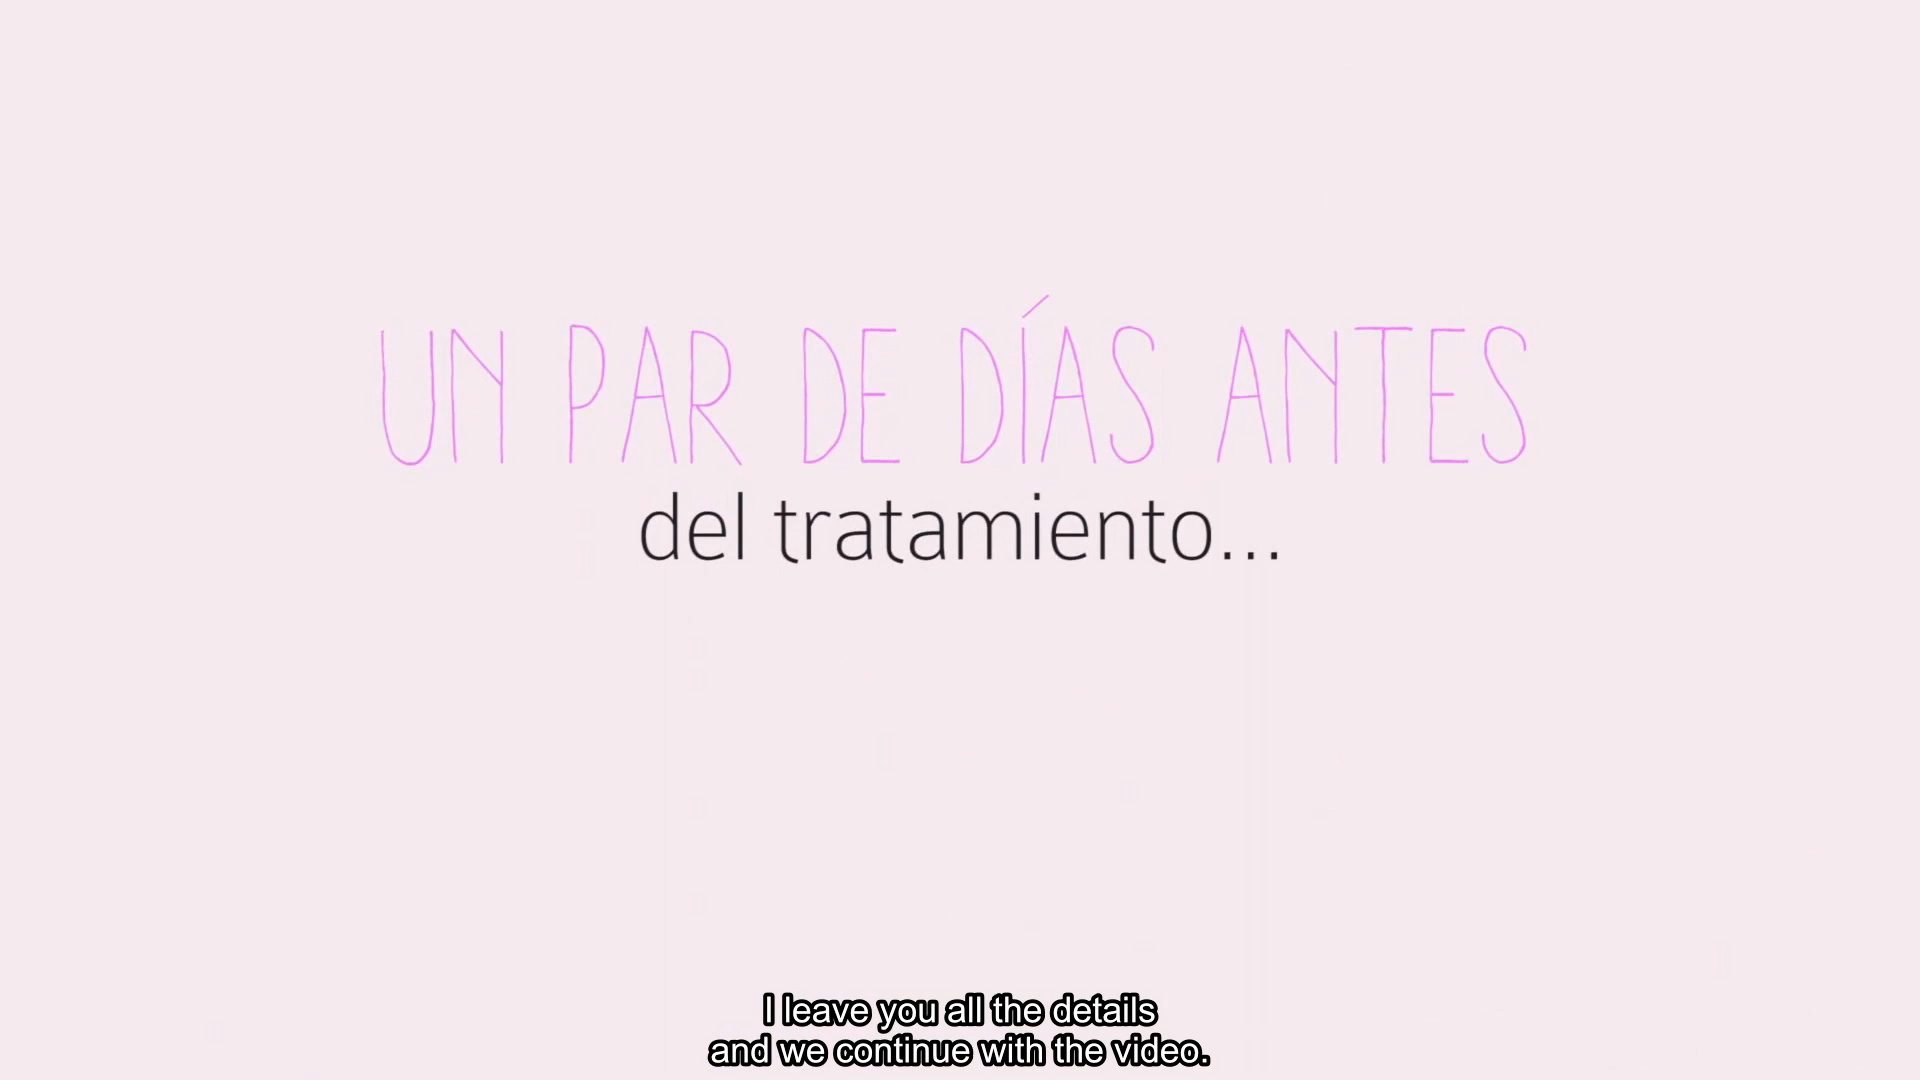 UN PAR DE DÍAS ANTES
del tratamiento...
I leave you all the details
and we continue with the video.